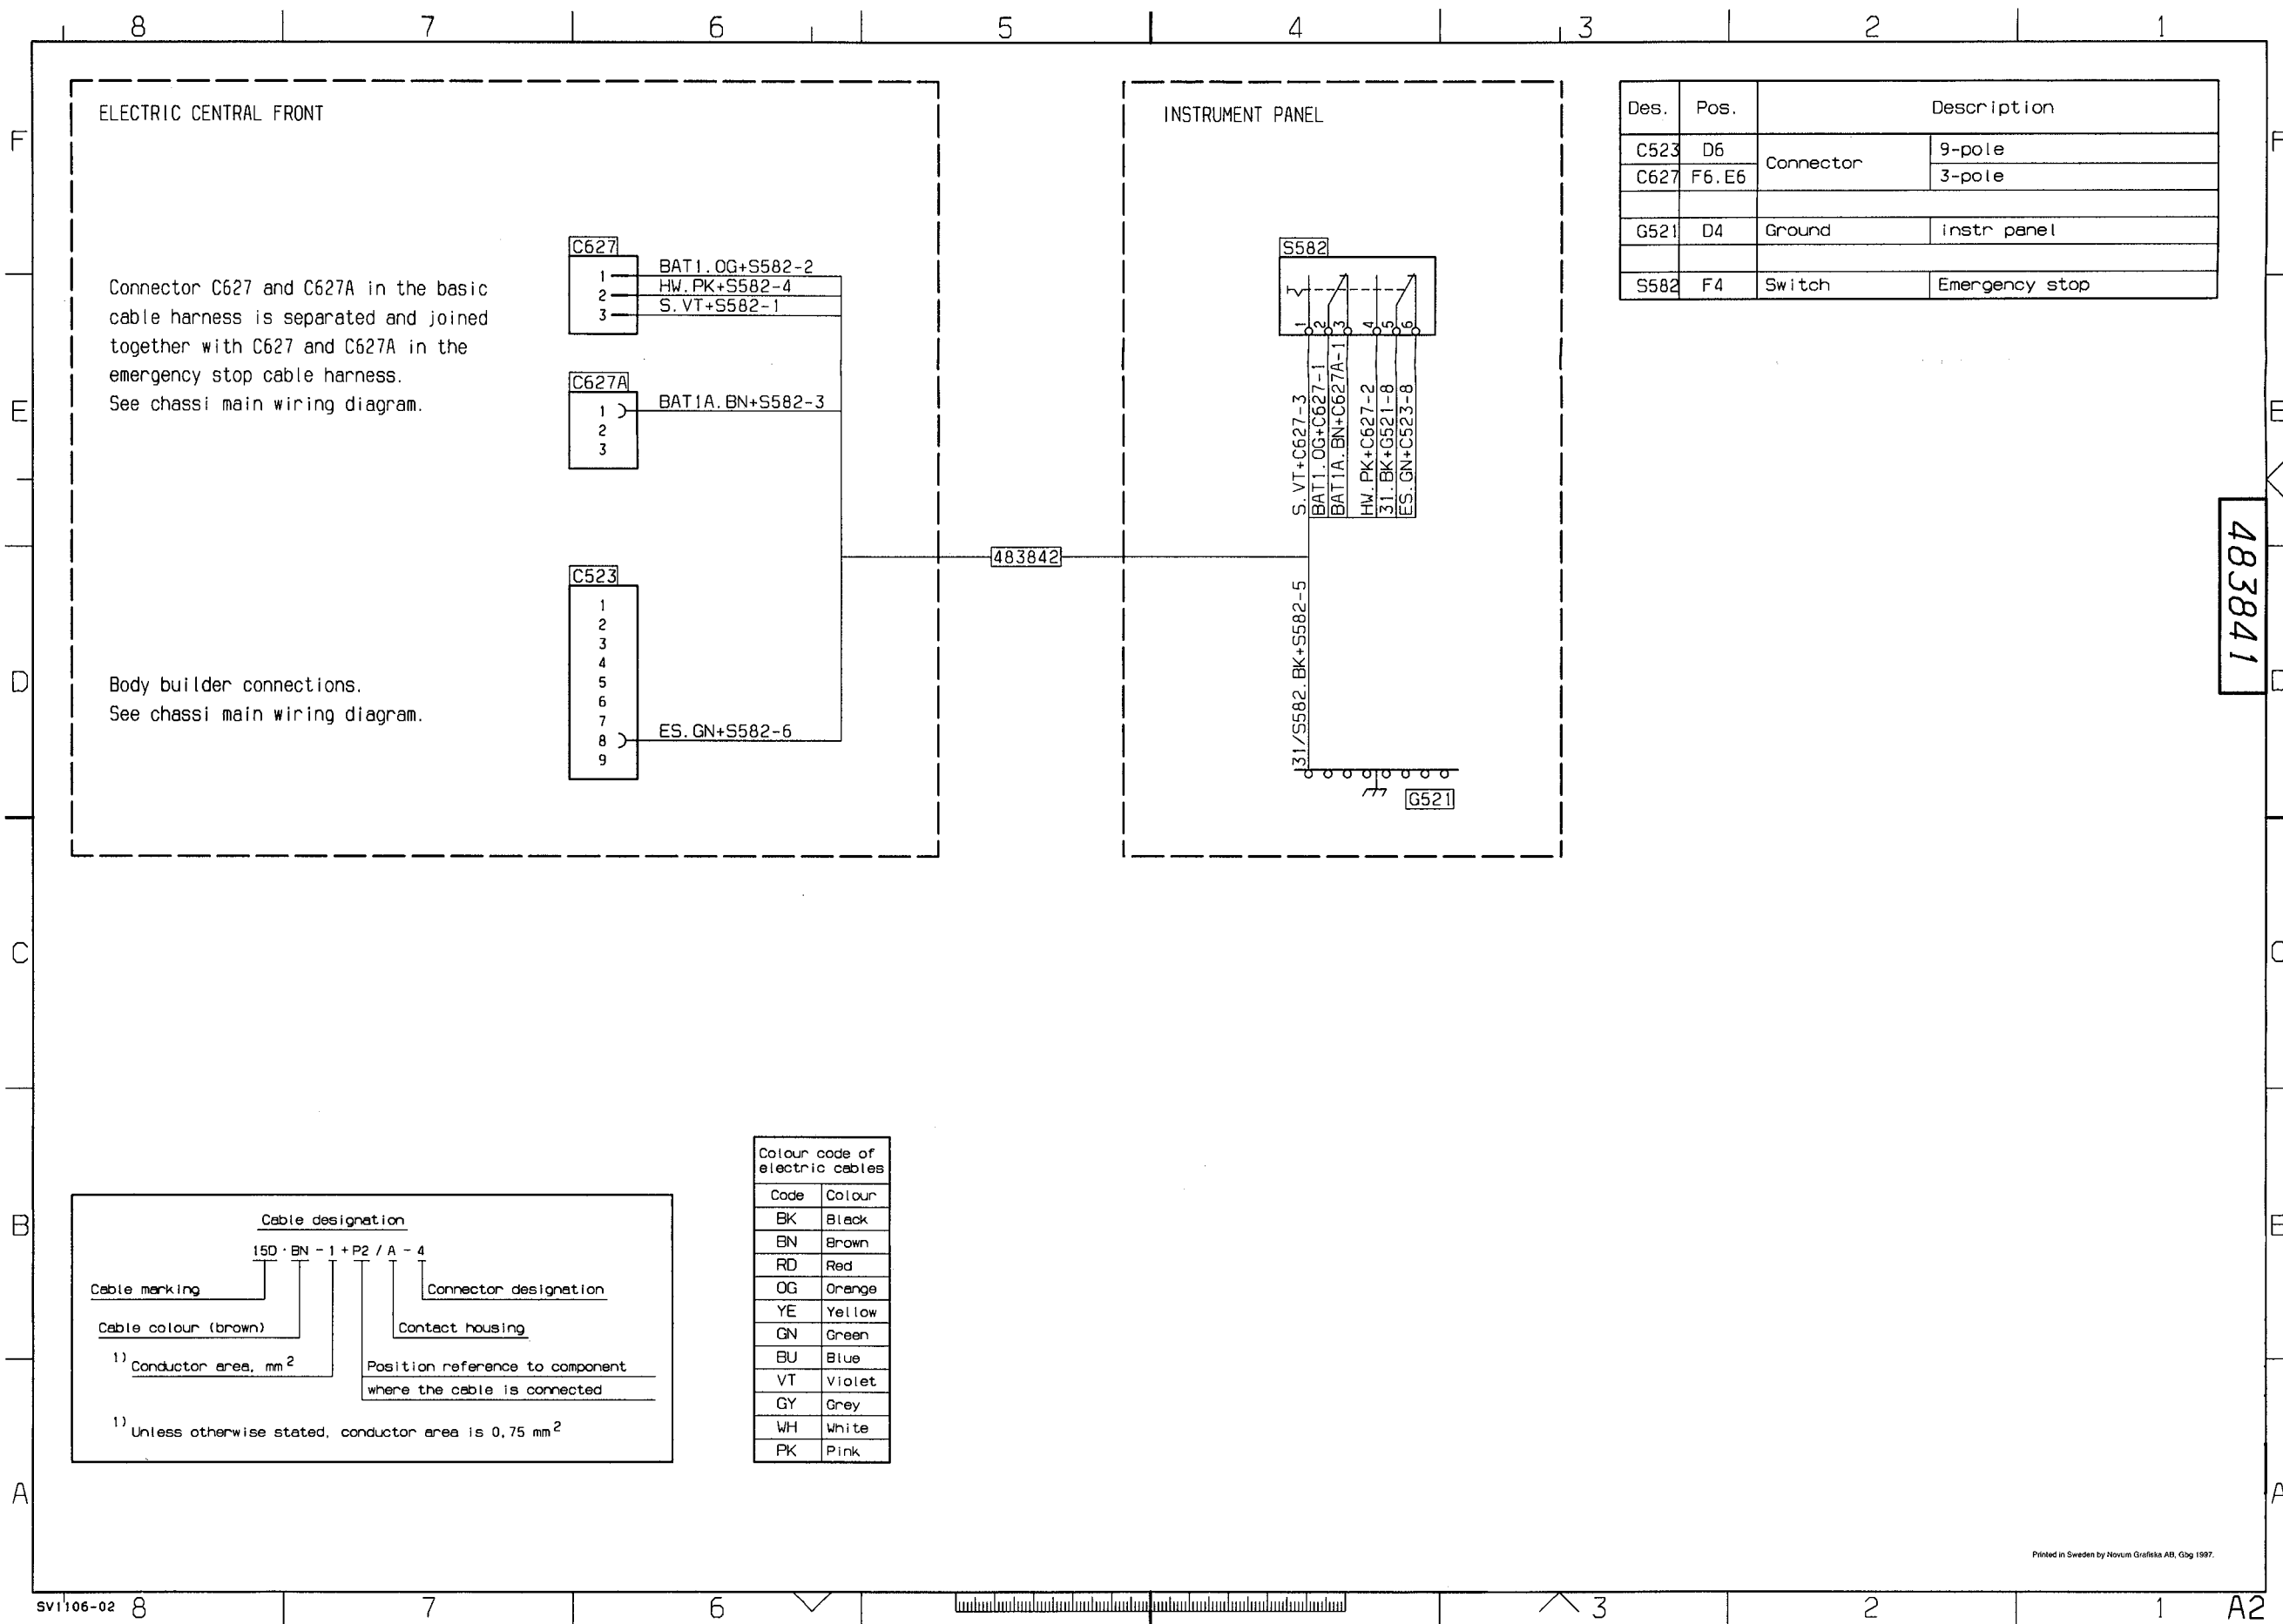 8 7 6 5 4 3 2 1
F
E
D
C
B
A
F
E
D
C
B
A
ELECTRIC CENTRAL FRONT
Connector C627 and C627A in the basic
cable harness is separated and joined
together with C627 and C627A in the
emergency stop cable harness.
See chassi main wiring diagram.
C627
1 BAT1.OG+S582-2
2 HW.PK+S582-4
3 S.VT+S582-1
C627A
1 BAT1A.BN+S582-3
2
3
Body builder connections.
See chassi main wiring diagram.
C523
1
2
3
4
5
6
7
8 ES.GN+S582-6
9
483842
INSTRUMENT PANEL
S582
1 2 3 4 5 6
S.VT+C627-3
BAT1.OG+C627-1
BAT1A.BN+C627A-1
HW.PK+C627-2
31.BK+G521-8
ES.GN+C523-8
31/S582.BK+S582-5
G521
Des. Pos. Description
C523 D6 Connector 9-pole
C627 F6.E6 3-pole
G521 D4 Ground instr panel
S582 F4 Switch Emergency stop
483841
Cable designation
15D·BN-1+P2/A-4
Cable marking
Connector designation
Cable colour (brown)
Contact housing
1) Conductor area, mm2
Position reference to component
where the cable is connected
1) Unless otherwise stated, conductor area is 0,75 mm2
Colour code of
electric cables
Code Colour
BK Black
BN Brown
RD Red
OG Orange
YE Yellow
GN Green
BU Blue
VT Violet
GY Grey
WH White
PK Pink
Printed in Sweden by Novum Grafiska AB, Gbg 1997.
SV1106-02 8 7 6 3 2 1 A2